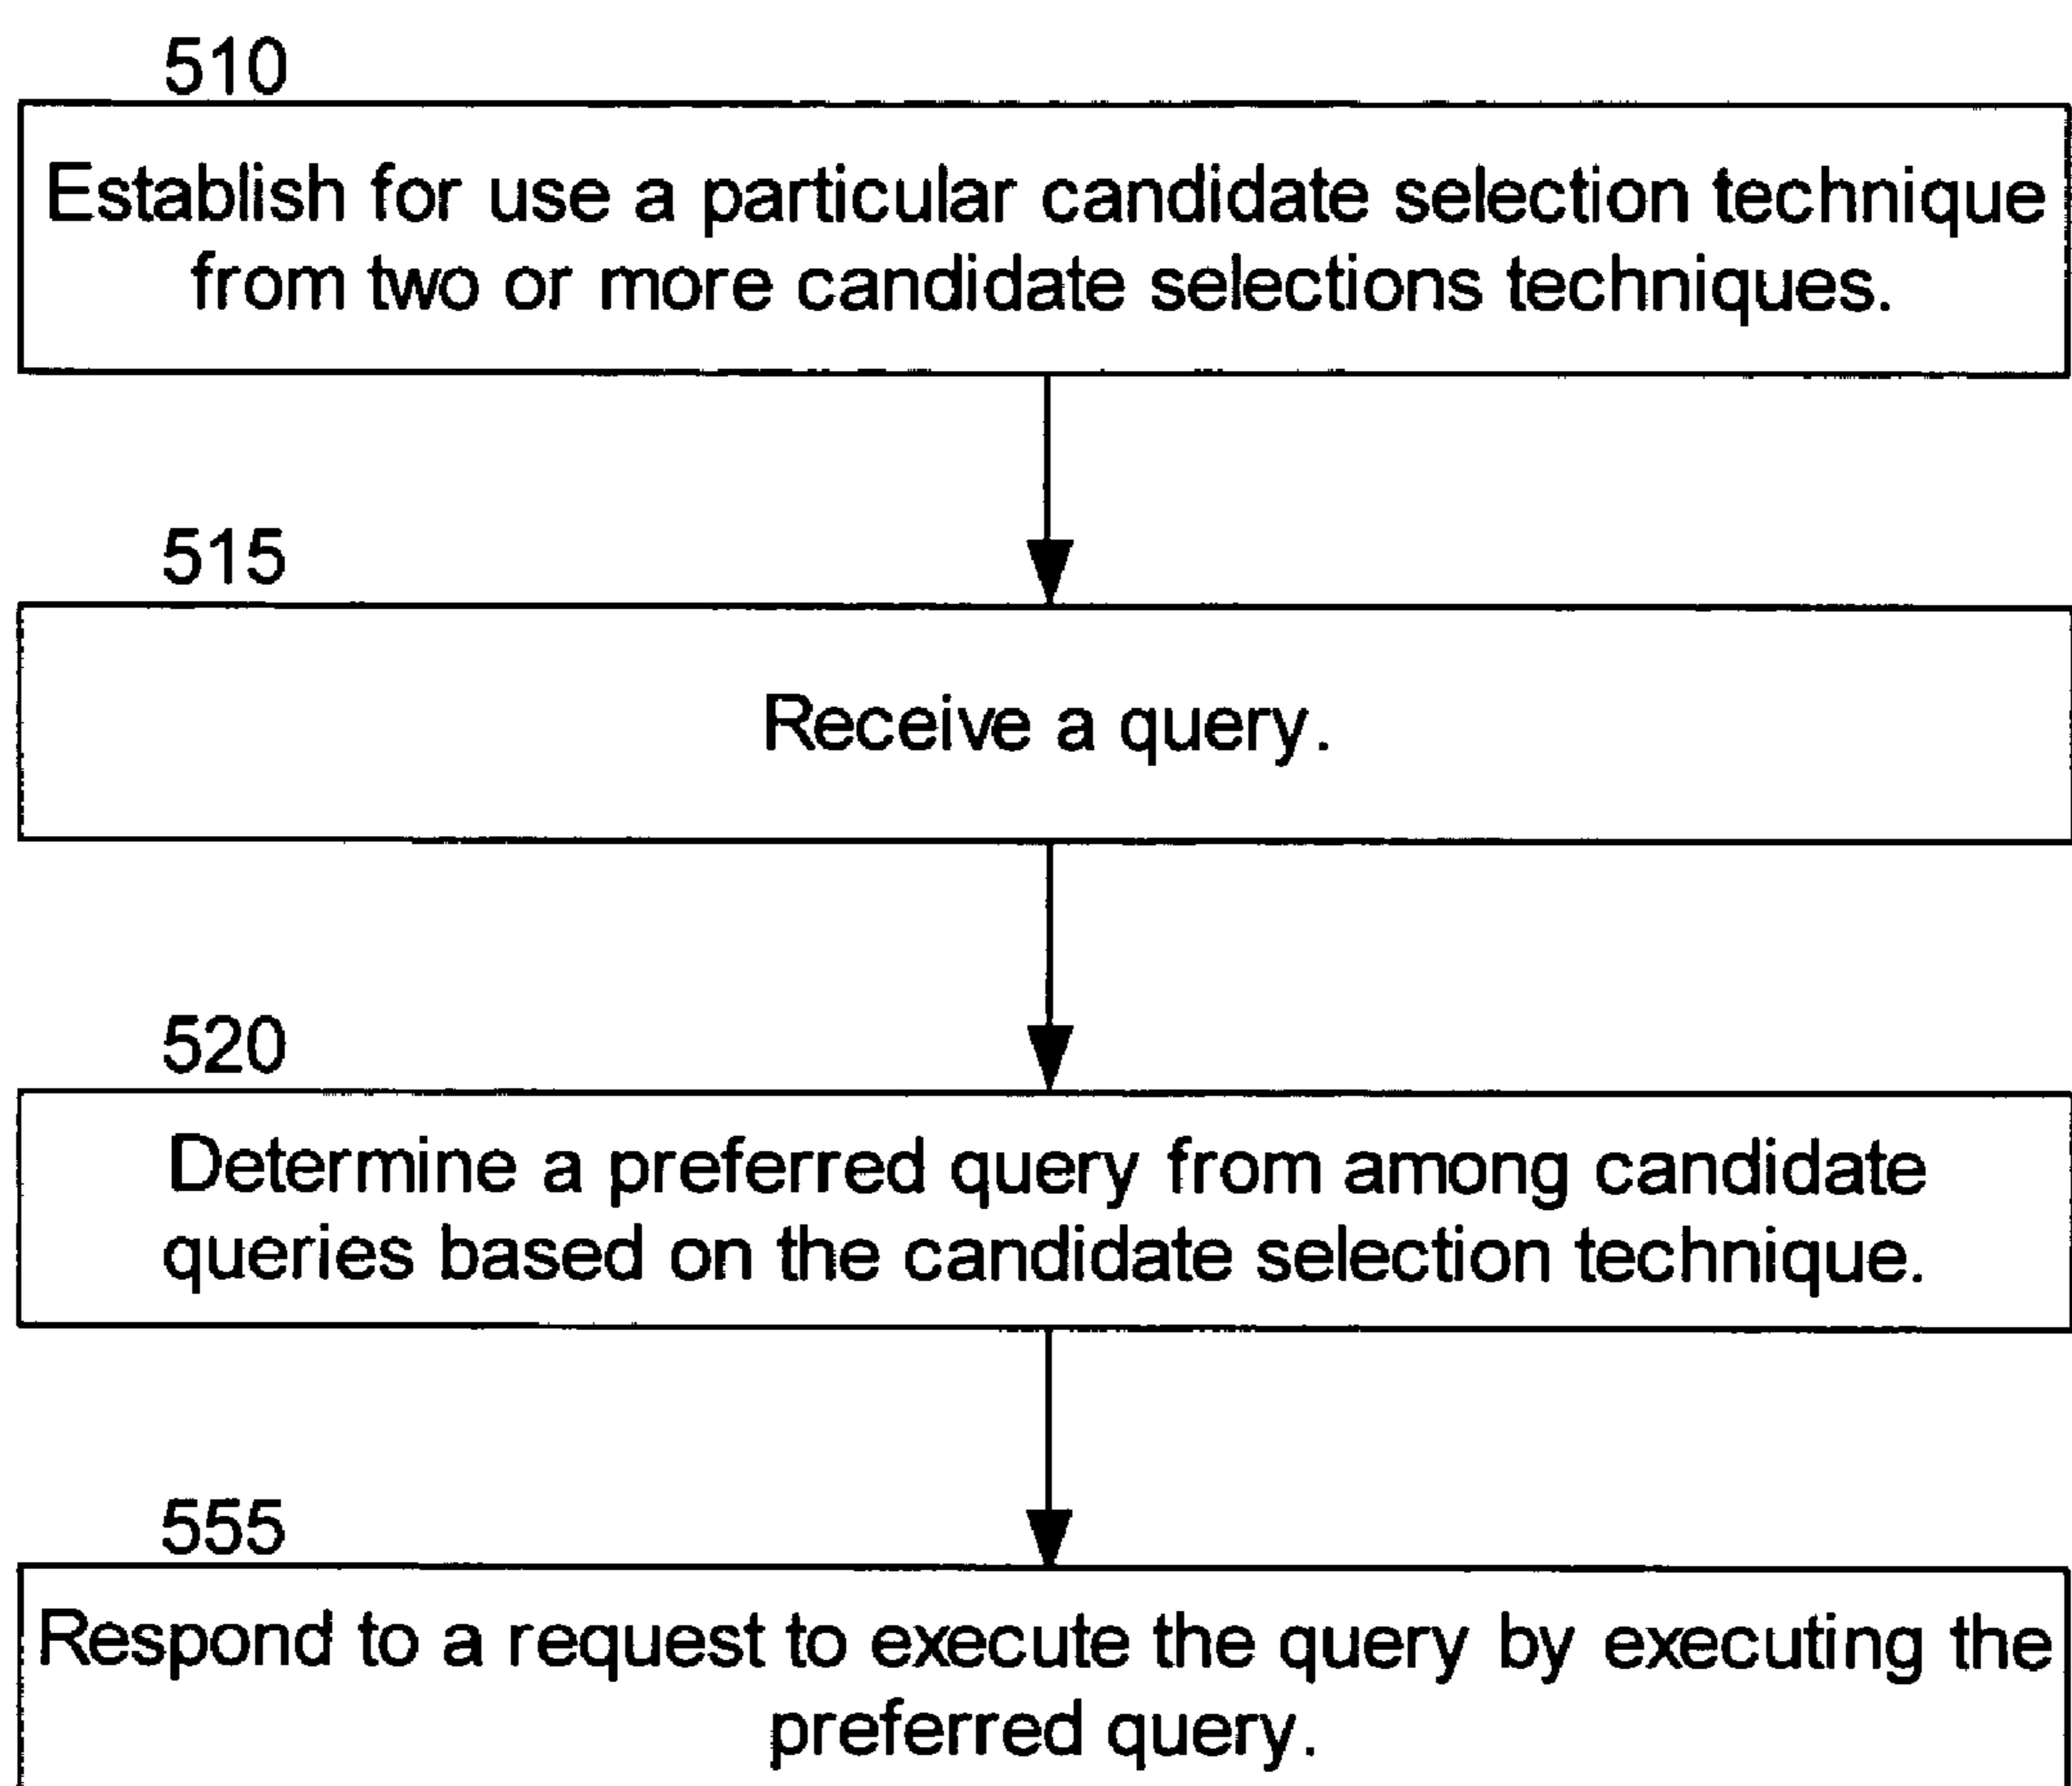 510
Establish for use a particular candidate selection technique
from two or more candidate selections techniques.
515
Receive a query.
520
Determine a preferred query from among candidate
queries based on the candidate selection technique.
555
Respond to a request to execute the query by executing the
preferred query.